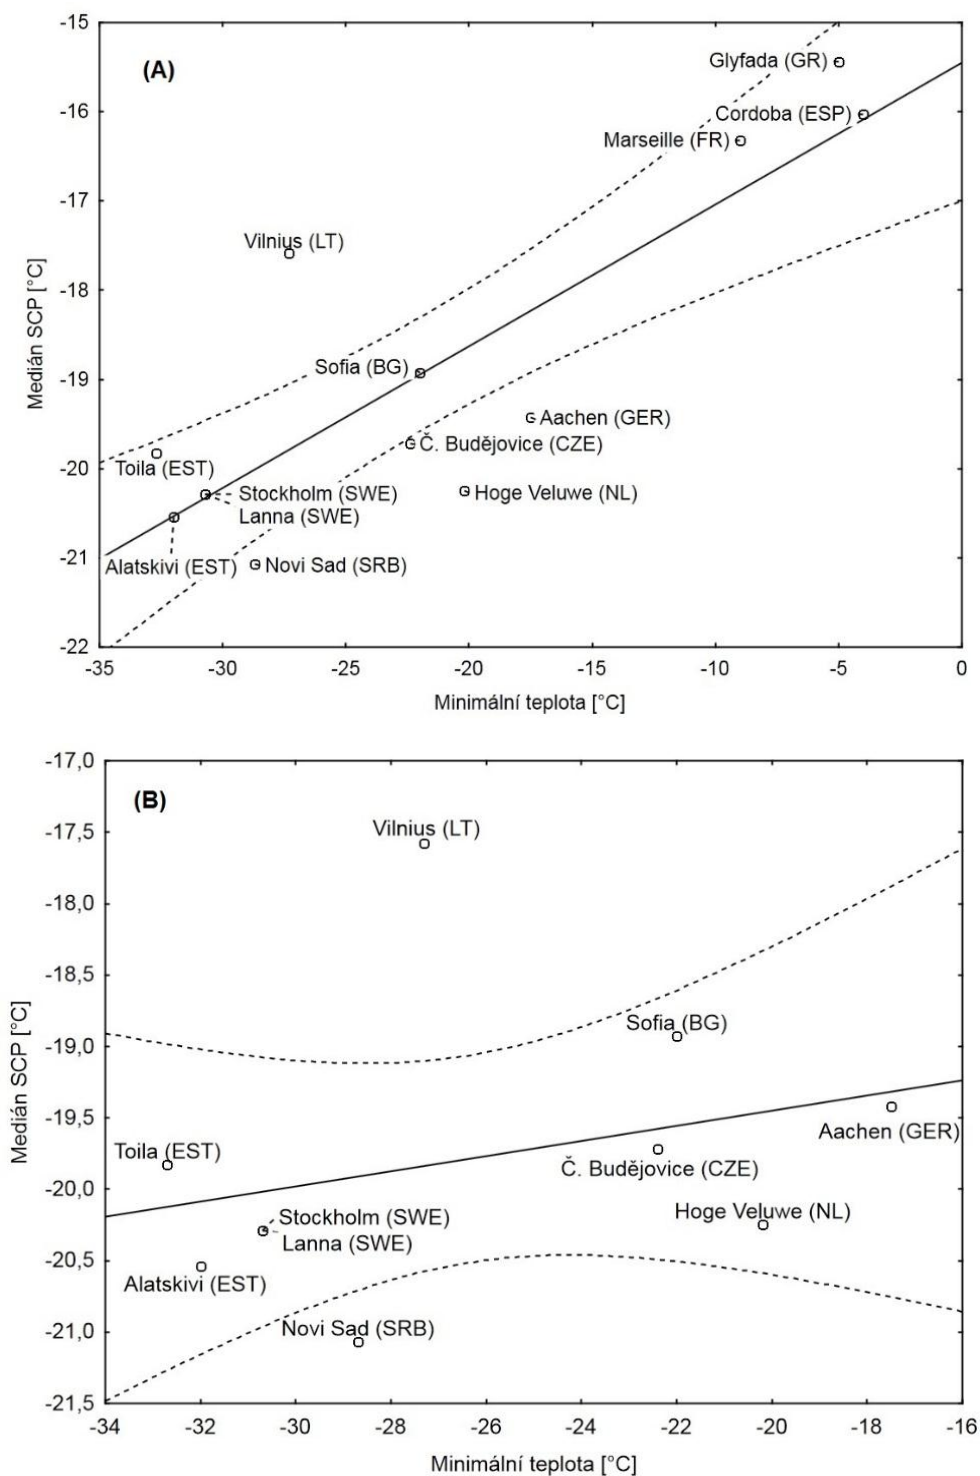 -15
(A)
Glyfada (GR)
-16
Cordoba (ESP)
Marseille (FR)
-17
Vilnius (LT)
Medián SCP [°C]
-18
Sofia (BG)
-19
Aachen (GER)
Č. Budějovice (CZE)
-20
Toila (EST)
Stockholm (SWE)
Hoge Veluwe (NL)
Lanna (SWE)
-21
Alatskivi (EST)
Novi Sad (SRB)
-22
-35 -30 -25 -20 -15 -10 -5 0
Minimální teplota [°C]
-17,0
(B)
Vilnius (LT)
-17,5
-18,0
-18,5
Sofia (BG)
-19,0
Medián SCP [°C]
-19,5
Aachen (GER)
Toila (EST)
Č. Budějovice (CZE)
-20,0
Stockholm (SWE)
Hoge Veluwe (NL)
Lanna (SWE)
-20,5
Alatskivi (EST)
-21,0
Novi Sad (SRB)
-21,5
-34 -32 -30 -28 -26 -24 -22 -20 -18 -16
Minimální teplota [°C]